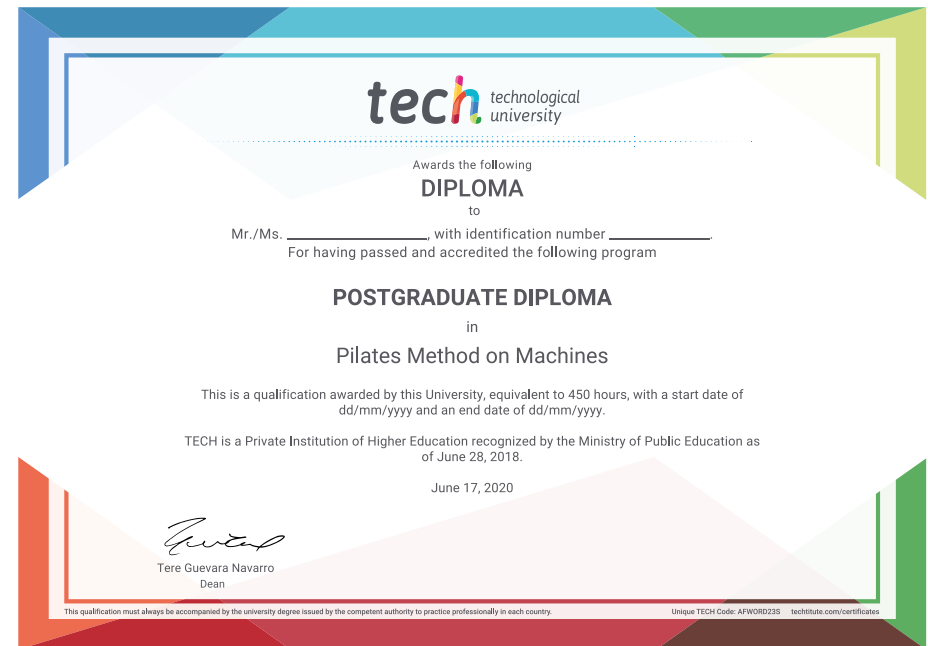 tech technological
university
Awards the following
DIPLOMA
to
Mr./Ms. ____________________, with identification number ______________.
For having passed and accredited the following program
POSTGRADUATE DIPLOMA
in
Pilates Method on Machines
This is a qualification awarded by this University, equivalent to 450 hours, with a start date of
dd/mm/yyyy and an end date of dd/mm/yyyy.
TECH is a Private Institution of Higher Education recognized by the Ministry of Public Education as
of June 28, 2018.
June 17, 2020
Tere Guevara Navarro
Dean
This qualification must always be accompanied by the university degree issued by the competent authority to practice professionally in each country. Unique TECH Code: AFWORD23S techtitute.com/certificates